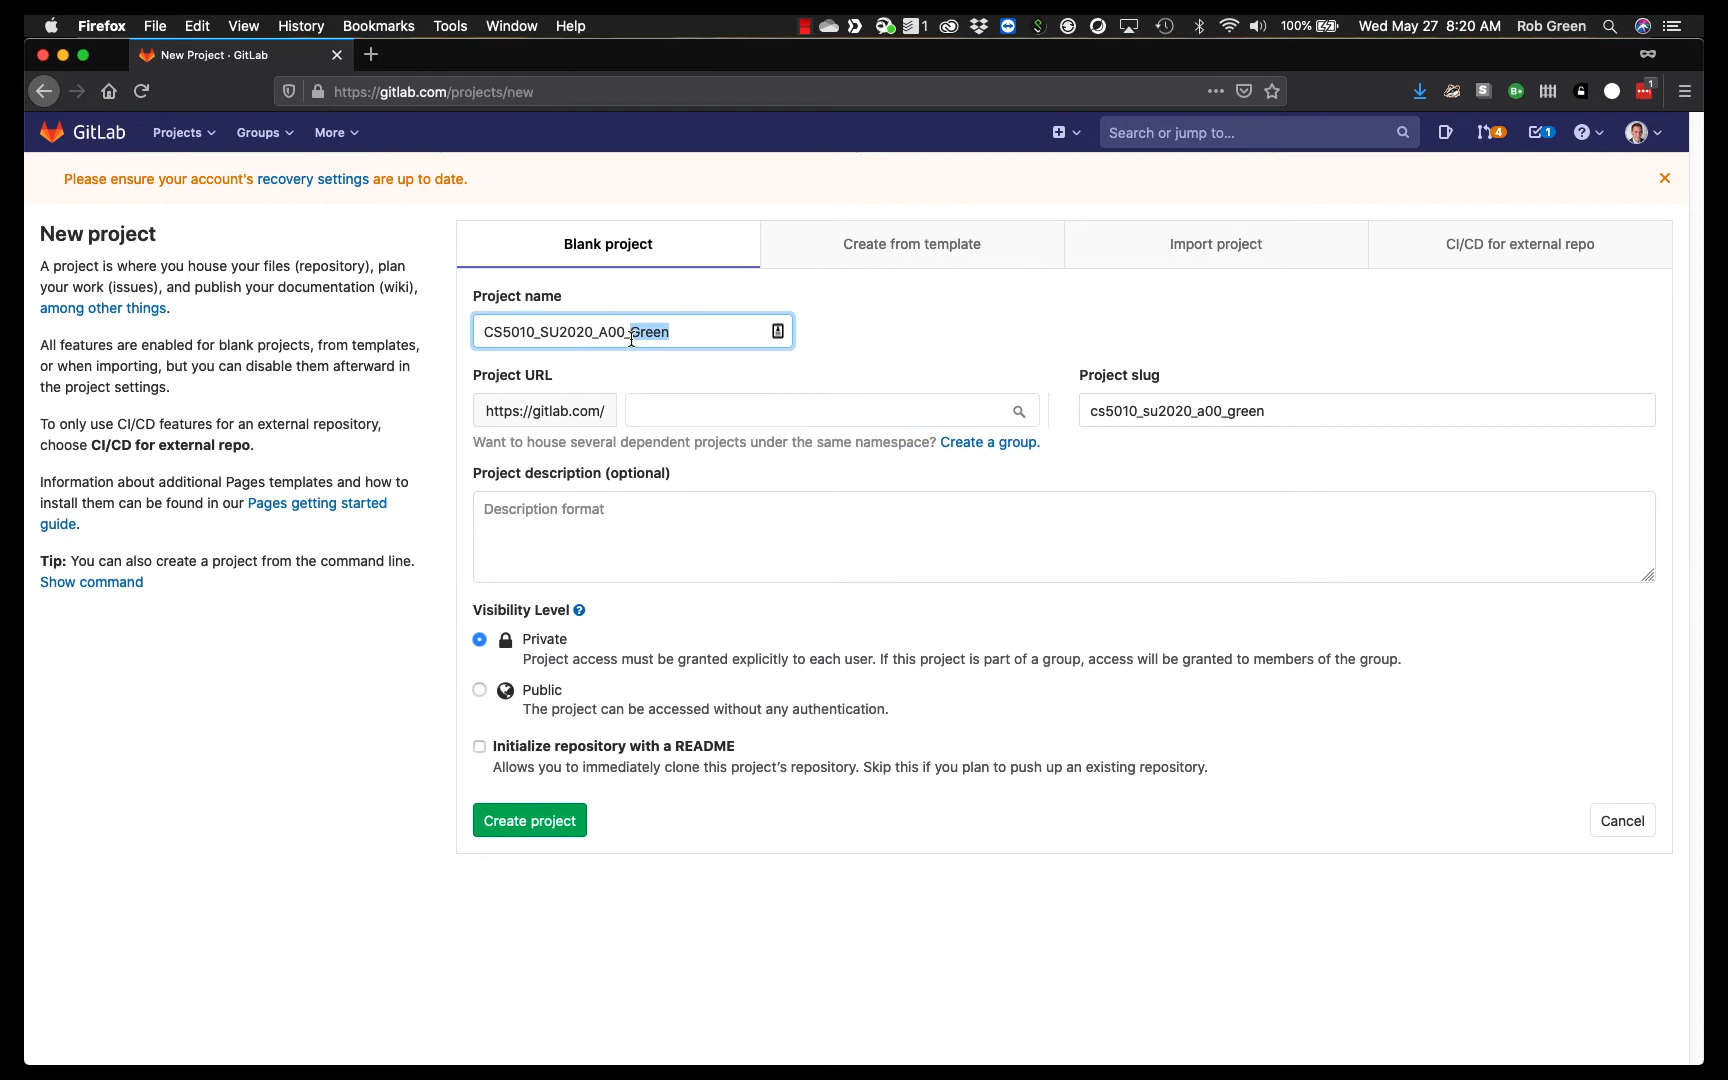 Firefox File Edit View History Bookmarks Tools Window Help 1 100% Wed May 27 8:20 AM Rob Green
New Project · GitLab
https://gitlab.com/projects/new
GitLab Projects Groups More Search or jump to... 4 1
Please ensure your account's recovery settings are up to date.
New project
A project is where you house your files (repository), plan
your work (issues), and publish your documentation (wiki),
among other things.
All features are enabled for blank projects, from templates,
or when importing, but you can disable them afterward in
the project settings.
To only use CI/CD features for an external repository,
choose CI/CD for external repo.
Information about additional Pages templates and how to
install them can be found in our Pages getting started
guide.
Tip: You can also create a project from the command line.
Show command
Blank project Create from template Import project CI/CD for external repo
Project name
CS5010_SU2020_A00_Green
Project URL Project slug
https://gitlab.com/ cs5010_su2020_a00_green
Want to house several dependent projects under the same namespace? Create a group.
Project description (optional)
Description format
Visibility Level
Private
Project access must be granted explicitly to each user. If this project is part of a group, access will be granted to members of the group.
Public
The project can be accessed without any authentication.
Initialize repository with a README
Allows you to immediately clone this project's repository. Skip this if you plan to push up an existing repository.
Create project Cancel